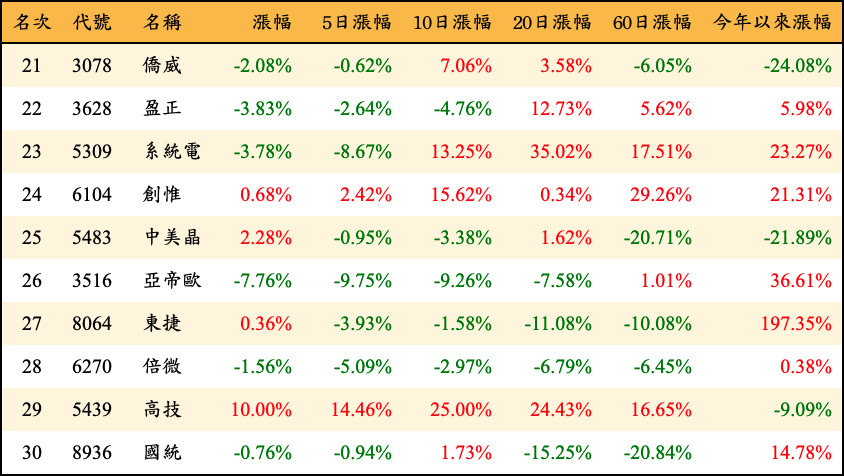 名次 代號 名稱 漲幅 5日漲幅 10日漲幅 20日漲幅 60日漲幅 今年以來漲幅
21 3078 僑威 -2.08% -0.62% 7.06% 3.58% -6.05% -24.08%
22 3628 盈正 -3.83% -2.64% -4.76% 12.73% 5.62% 5.98%
23 5309 系統電 -3.78% -8.67% 13.25% 35.02% 17.51% 23.27%
24 6104 創惟 0.68% 2.42% 15.62% 0.34% 29.26% 21.31%
25 5483 中美晶 2.28% -0.95% -3.38% 1.62% -20.71% -21.89%
26 3516 亞帝歐 -7.76% -9.75% -9.26% -7.58% 1.01% 36.61%
27 8064 東捷 0.36% -3.93% -1.58% -11.08% -10.08% 197.35%
28 6270 倍微 -1.56% -5.09% -2.97% -6.79% -6.45% 0.38%
29 5439 高技 10.00% 14.46% 25.00% 24.43% 16.65% -9.09%
30 8936 國統 -0.76% -0.94% 1.73% -15.25% -20.84% 14.78%